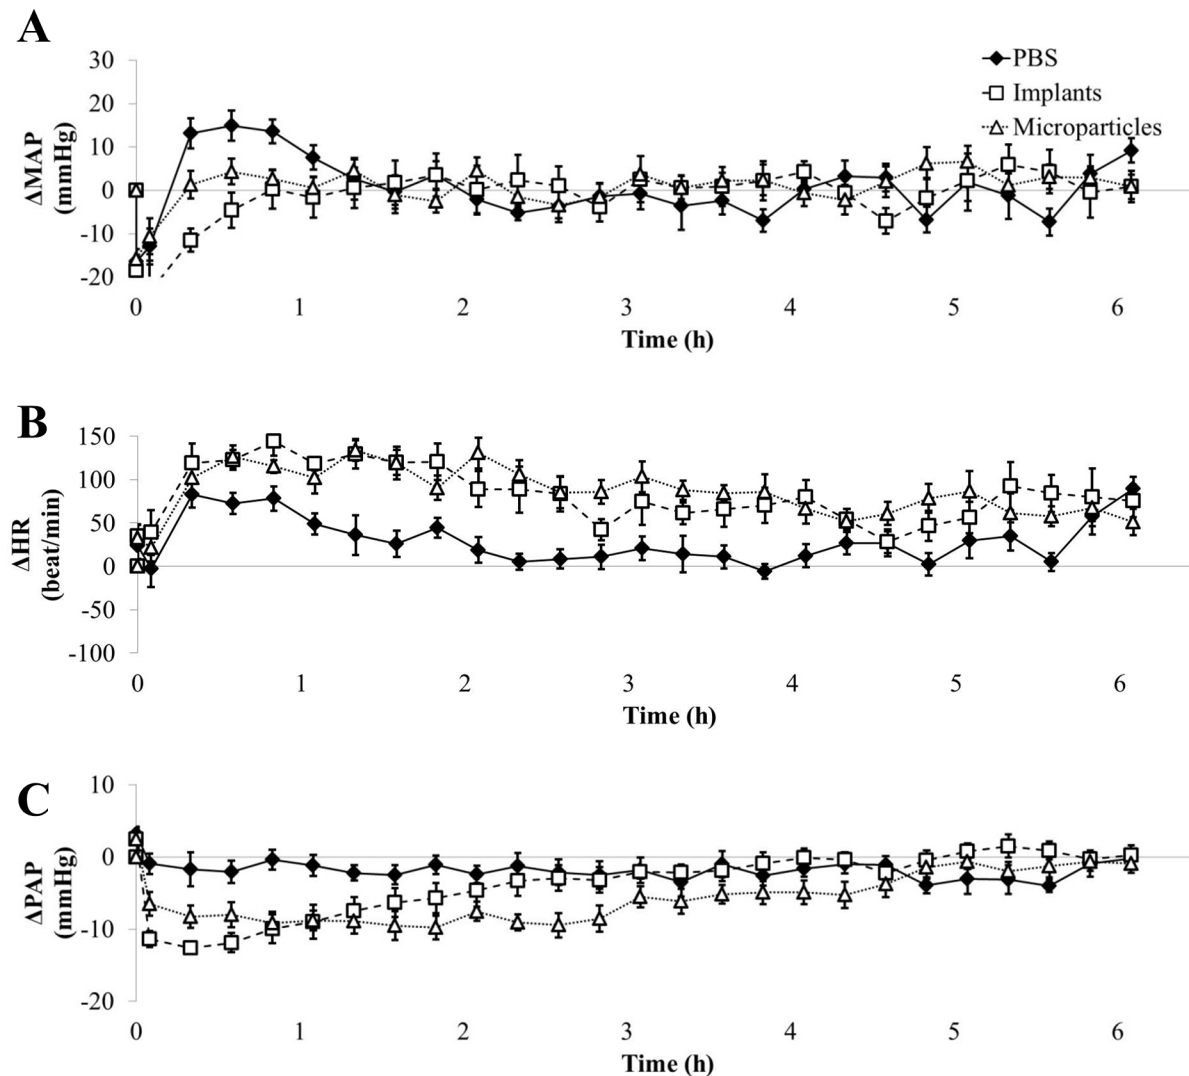 A
30
20
10
0
-10
-20
ΔMAP
(mmHg)
PBS
Implants
Microparticles
0 1 2 3 4 5 6
Time (h)
B
150
100
50
0
-50
-100
ΔHR
(beat/min)
0 1 2 3 4 5 6
Time (h)
C
10
0
-10
-20
ΔPAP
(mmHg)
0 1 2 3 4 5 6
Time (h)